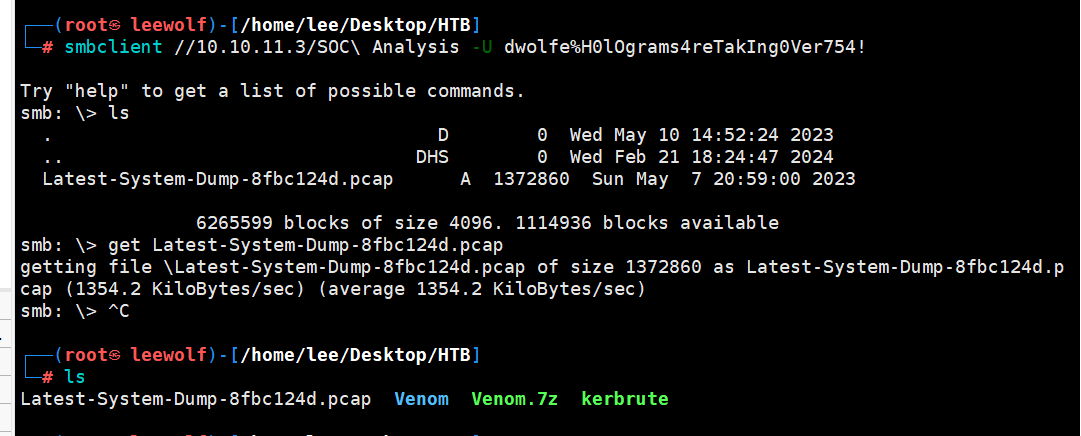 ┌──(root㉿ leewolf)-[/home/lee/Desktop/HTB]
└─# smbclient //10.10.11.3/SOC\ Analysis -U dwolfe%H0lOgrams4reTakIng0Ver754!
Try "help" to get a list of possible commands.
smb: \> ls
. D 0 Wed May 10 14:52:24 2023
.. DHS 0 Wed Feb 21 18:24:47 2024
Latest-System-Dump-8fbc124d.pcap A 1372860 Sun May 7 20:59:00 2023
6265599 blocks of size 4096. 1114936 blocks available
smb: \> get Latest-System-Dump-8fbc124d.pcap
getting file \Latest-System-Dump-8fbc124d.pcap of size 1372860 as Latest-System-Dump-8fbc124d.p
cap (1354.2 KiloBytes/sec) (average 1354.2 KiloBytes/sec)
smb: \> ^C
┌──(root㉿ leewolf)-[/home/lee/Desktop/HTB]
└─# ls
Latest-System-Dump-8fbc124d.pcap Venom Venom.7z kerbrute